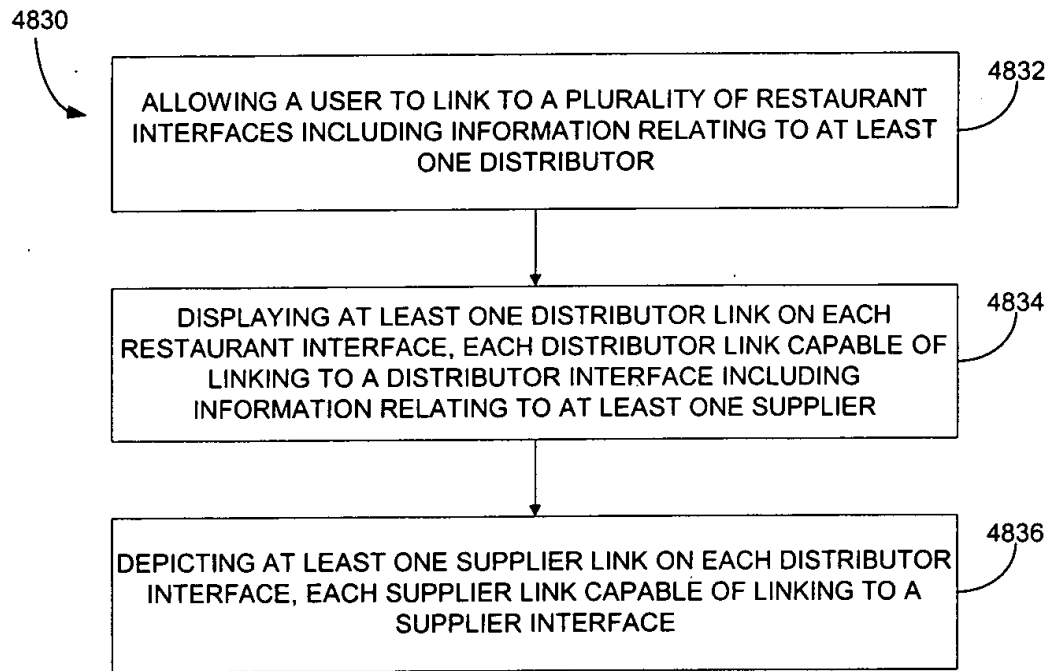 4830
4832
ALLOWING A USER TO LINK TO A PLURALITY OF RESTAURANT
INTERFACES INCLUDING INFORMATION RELATING TO AT LEAST
ONE DISTRIBUTOR
4834
DISPLAYING AT LEAST ONE DISTRIBUTOR LINK ON EACH
RESTAURANT INTERFACE, EACH DISTRIBUTOR LINK CAPABLE OF
LINKING TO A DISTRIBUTOR INTERFACE INCLUDING
INFORMATION RELATING TO AT LEAST ONE SUPPLIER
4836
DEPICTING AT LEAST ONE SUPPLIER LINK ON EACH DISTRIBUTOR
INTERFACE, EACH SUPPLIER LINK CAPABLE OF LINKING TO A
SUPPLIER INTERFACE